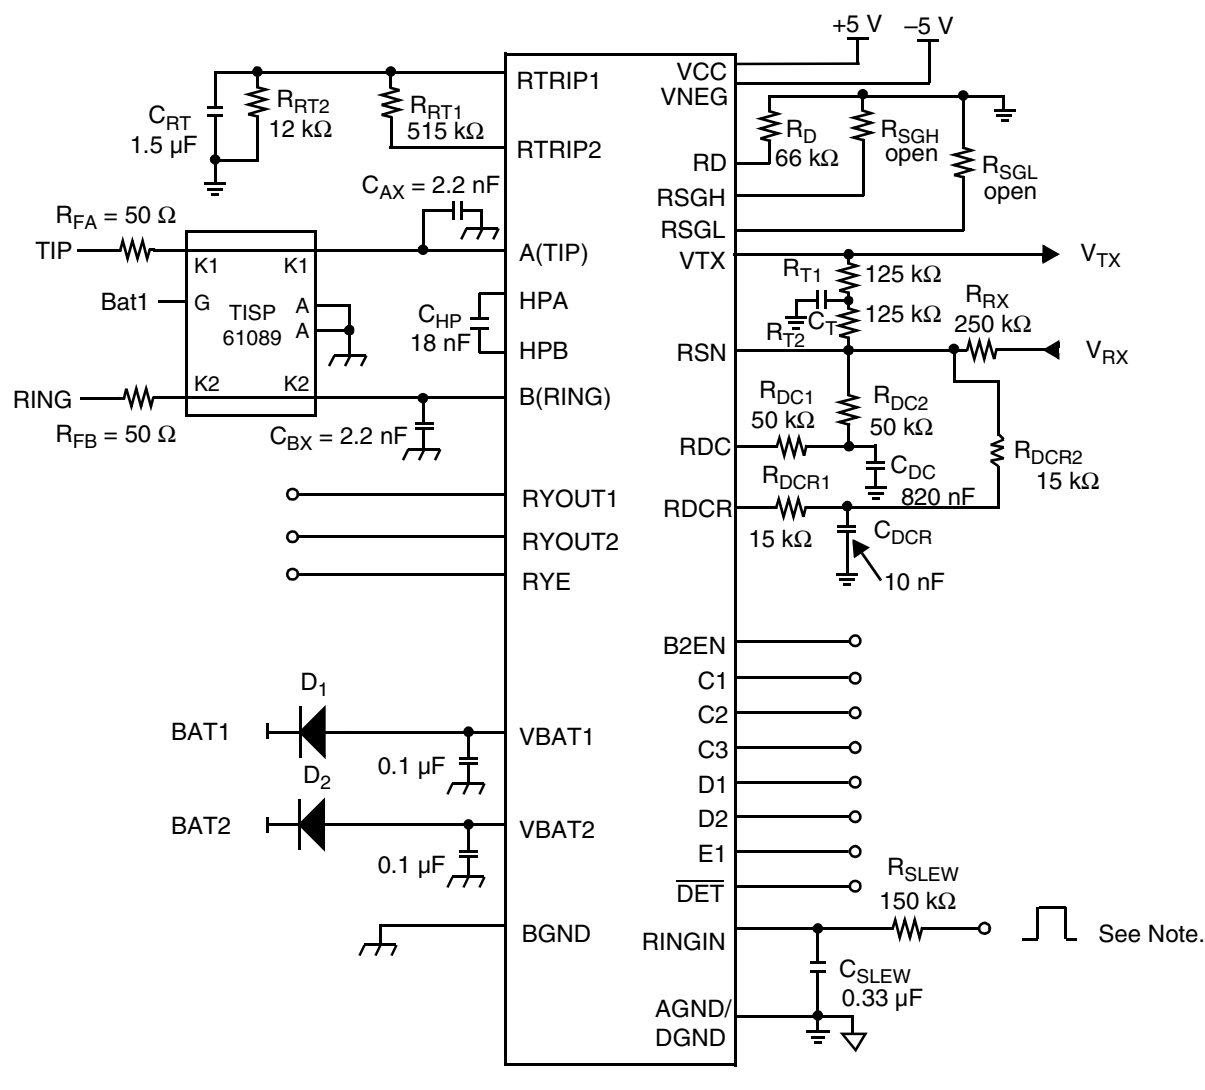 +5 V
–5 V
RTRIP1
VCC
VNEG
C_RT
1.5 µF
R_RT2
12 kΩ
R_RT1
515 kΩ
R_D
66 kΩ
R_SGH
open
R_SGL
open
RTRIP2
RD
RSGH
RSGL
C_AX = 2.2 nF
R_FA = 50 Ω
TIP
A(TIP)
VTX
V_TX
K1
K1
Bat1
G
TISP
61089
A
A
K2
K2
HPA
C_HP
18 nF
HPB
R_T1
125 kΩ
C_T
125 kΩ
R_T2
R_RX
250 kΩ
RSN
V_RX
RING
B(RING)
R_FB = 50 Ω
C_BX = 2.2 nF
R_DC1
50 kΩ
R_DC2
50 kΩ
RDC
C_DC
820 nF
R_DCR2
15 kΩ
R_DCR1
RDCR
15 kΩ
C_DCR
10 nF
RYOUT1
RYOUT2
RYE
B2EN
C1
C2
C3
D1
D2
E1
DET
D1
BAT1
VBAT1
0.1 µF
D2
BAT2
VBAT2
0.1 µF
BGND
R_SLEW
150 kΩ
RINGIN
See Note.
C_SLEW
0.33 µF
AGND/
DGND